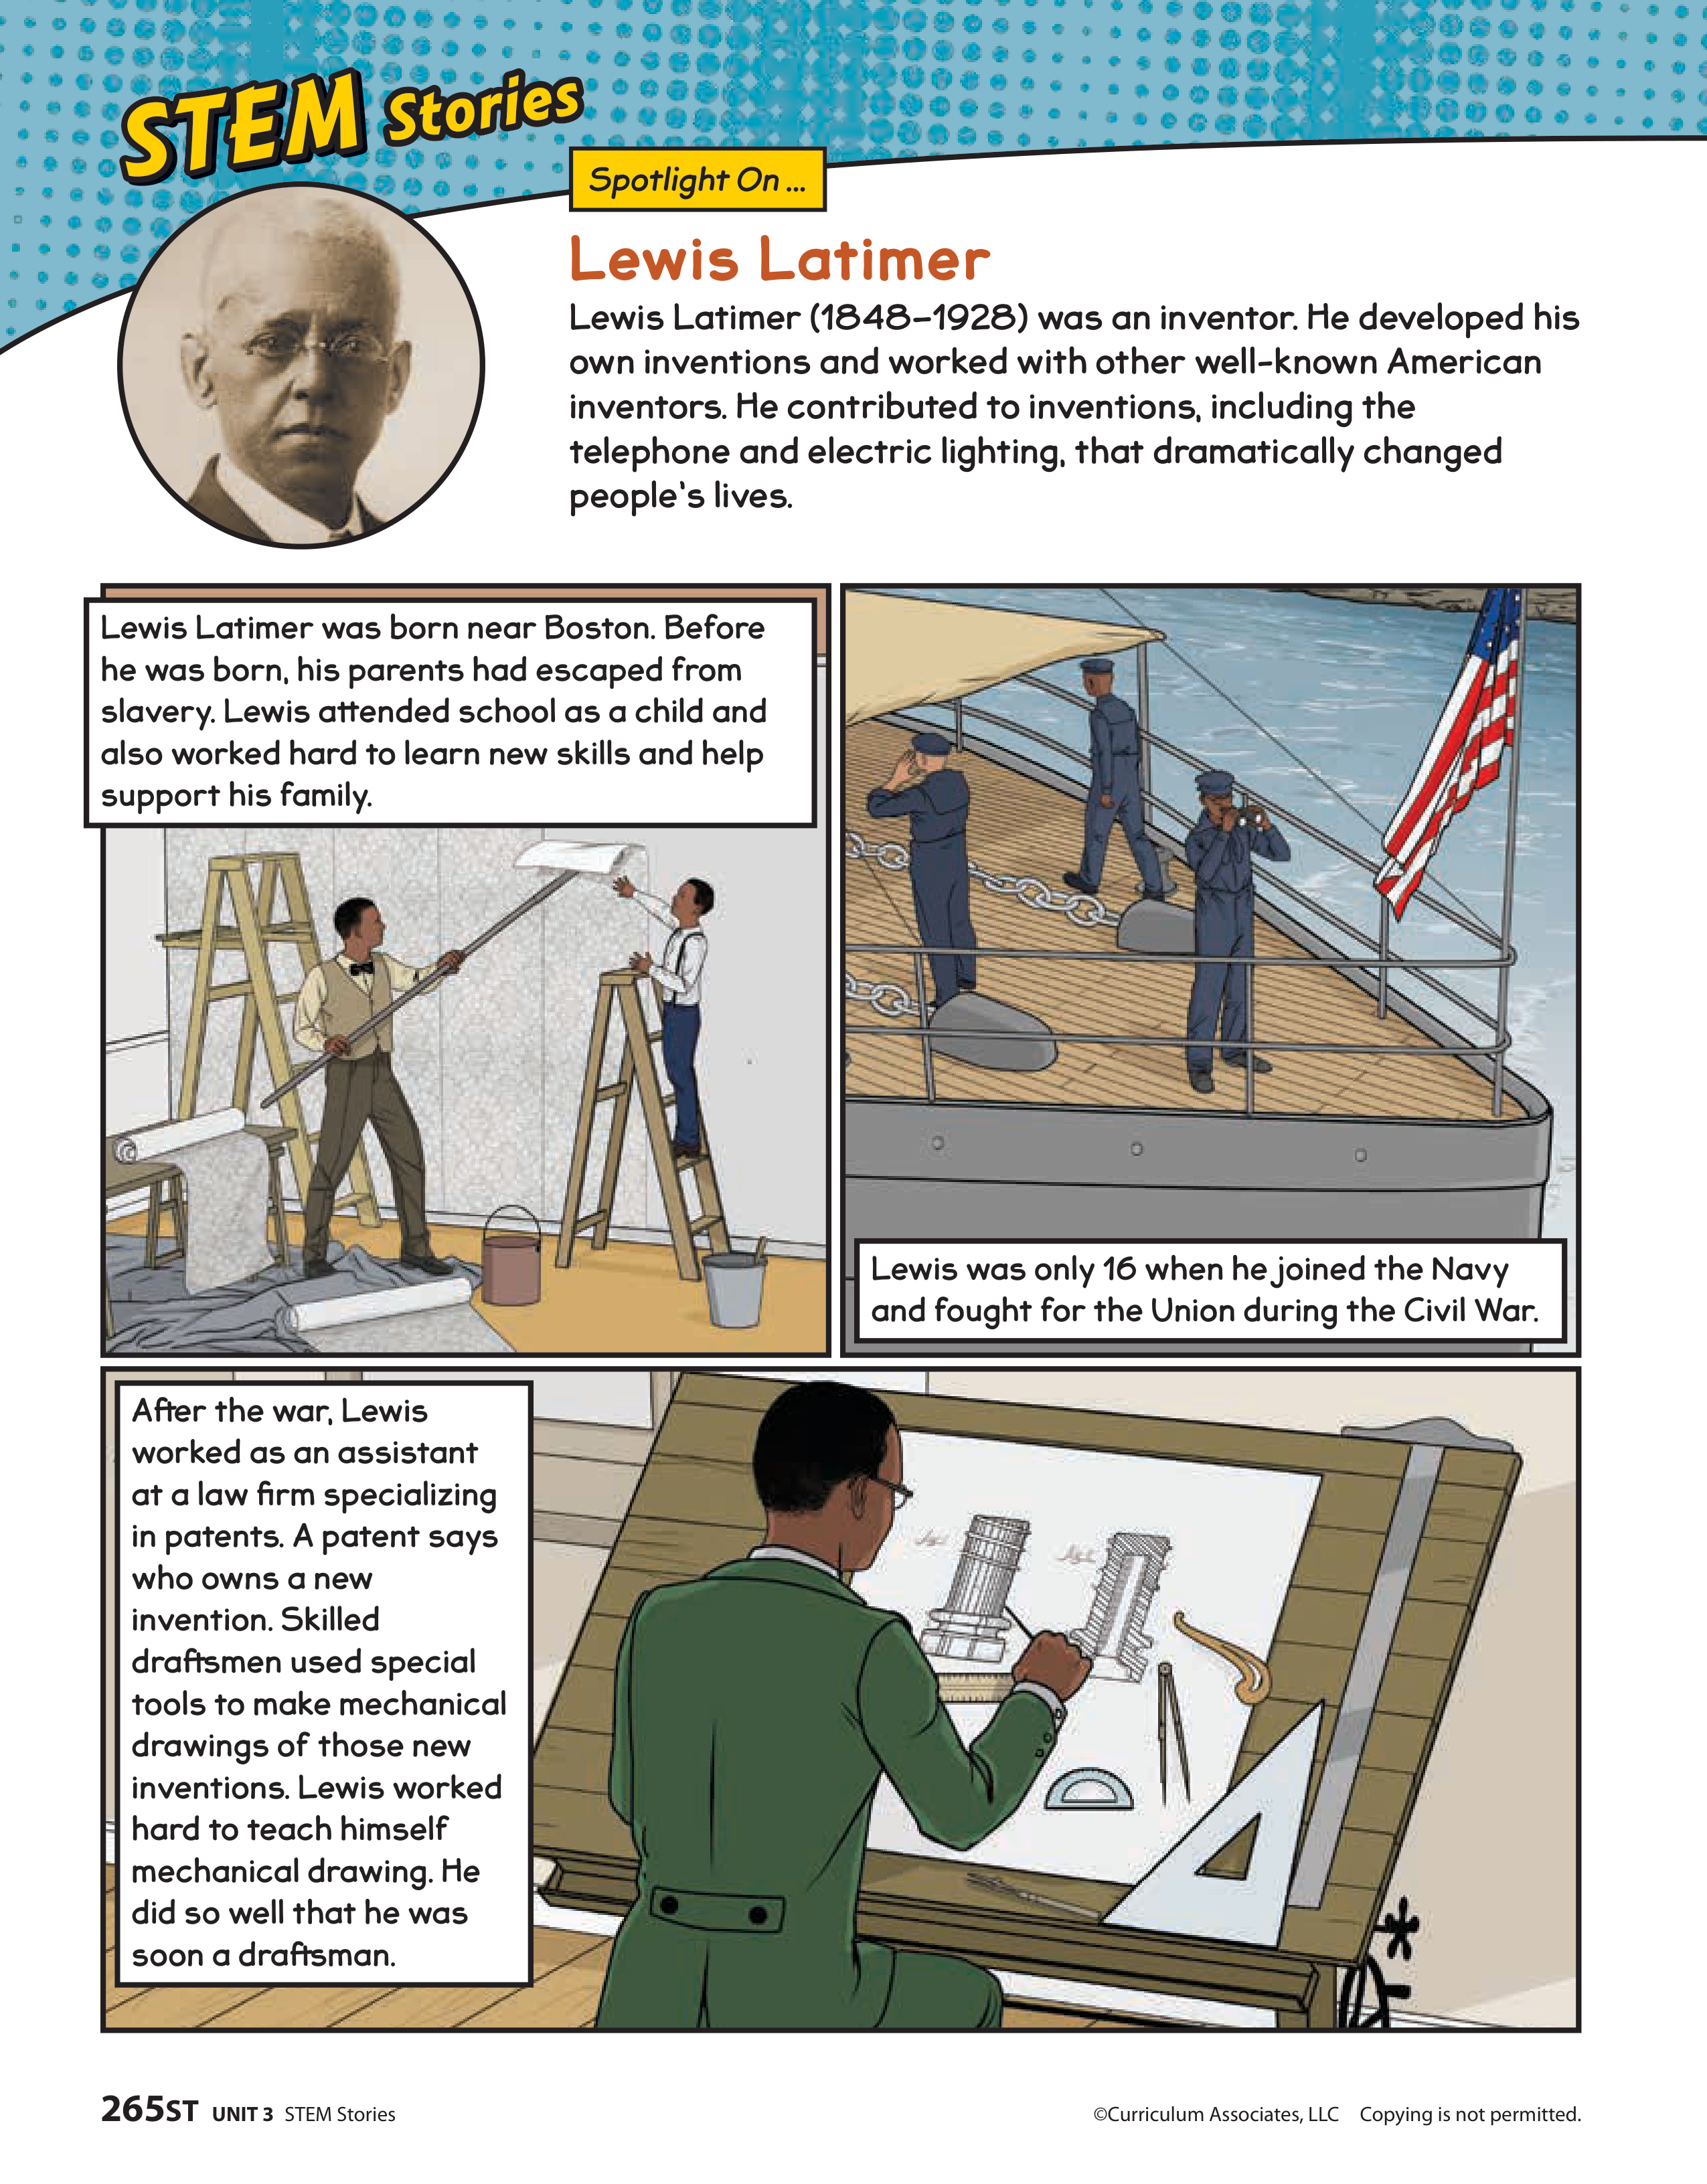 STEM Stories
Spotlight On ...
Lewis Latimer
Lewis Latimer (1848–1928) was an inventor. He developed his
own inventions and worked with other well-known American
inventors. He contributed to inventions, including the
telephone and electric lighting, that dramatically changed
people's lives.
Lewis Latimer was born near Boston. Before
he was born, his parents had escaped from
slavery. Lewis attended school as a child and
also worked hard to learn new skills and help
support his family.
Lewis was only 16 when he joined the Navy
and fought for the Union during the Civil War.
After the war, Lewis
worked as an assistant
at a law firm specializing
in patents. A patent says
who owns a new
invention. Skilled
draftsmen used special
tools to make mechanical
drawings of those new
inventions. Lewis worked
hard to teach himself
mechanical drawing. He
did so well that he was
soon a draftsman.
265ST UNIT 3 STEM Stories
©Curriculum Associates, LLC Copying is not permitted.